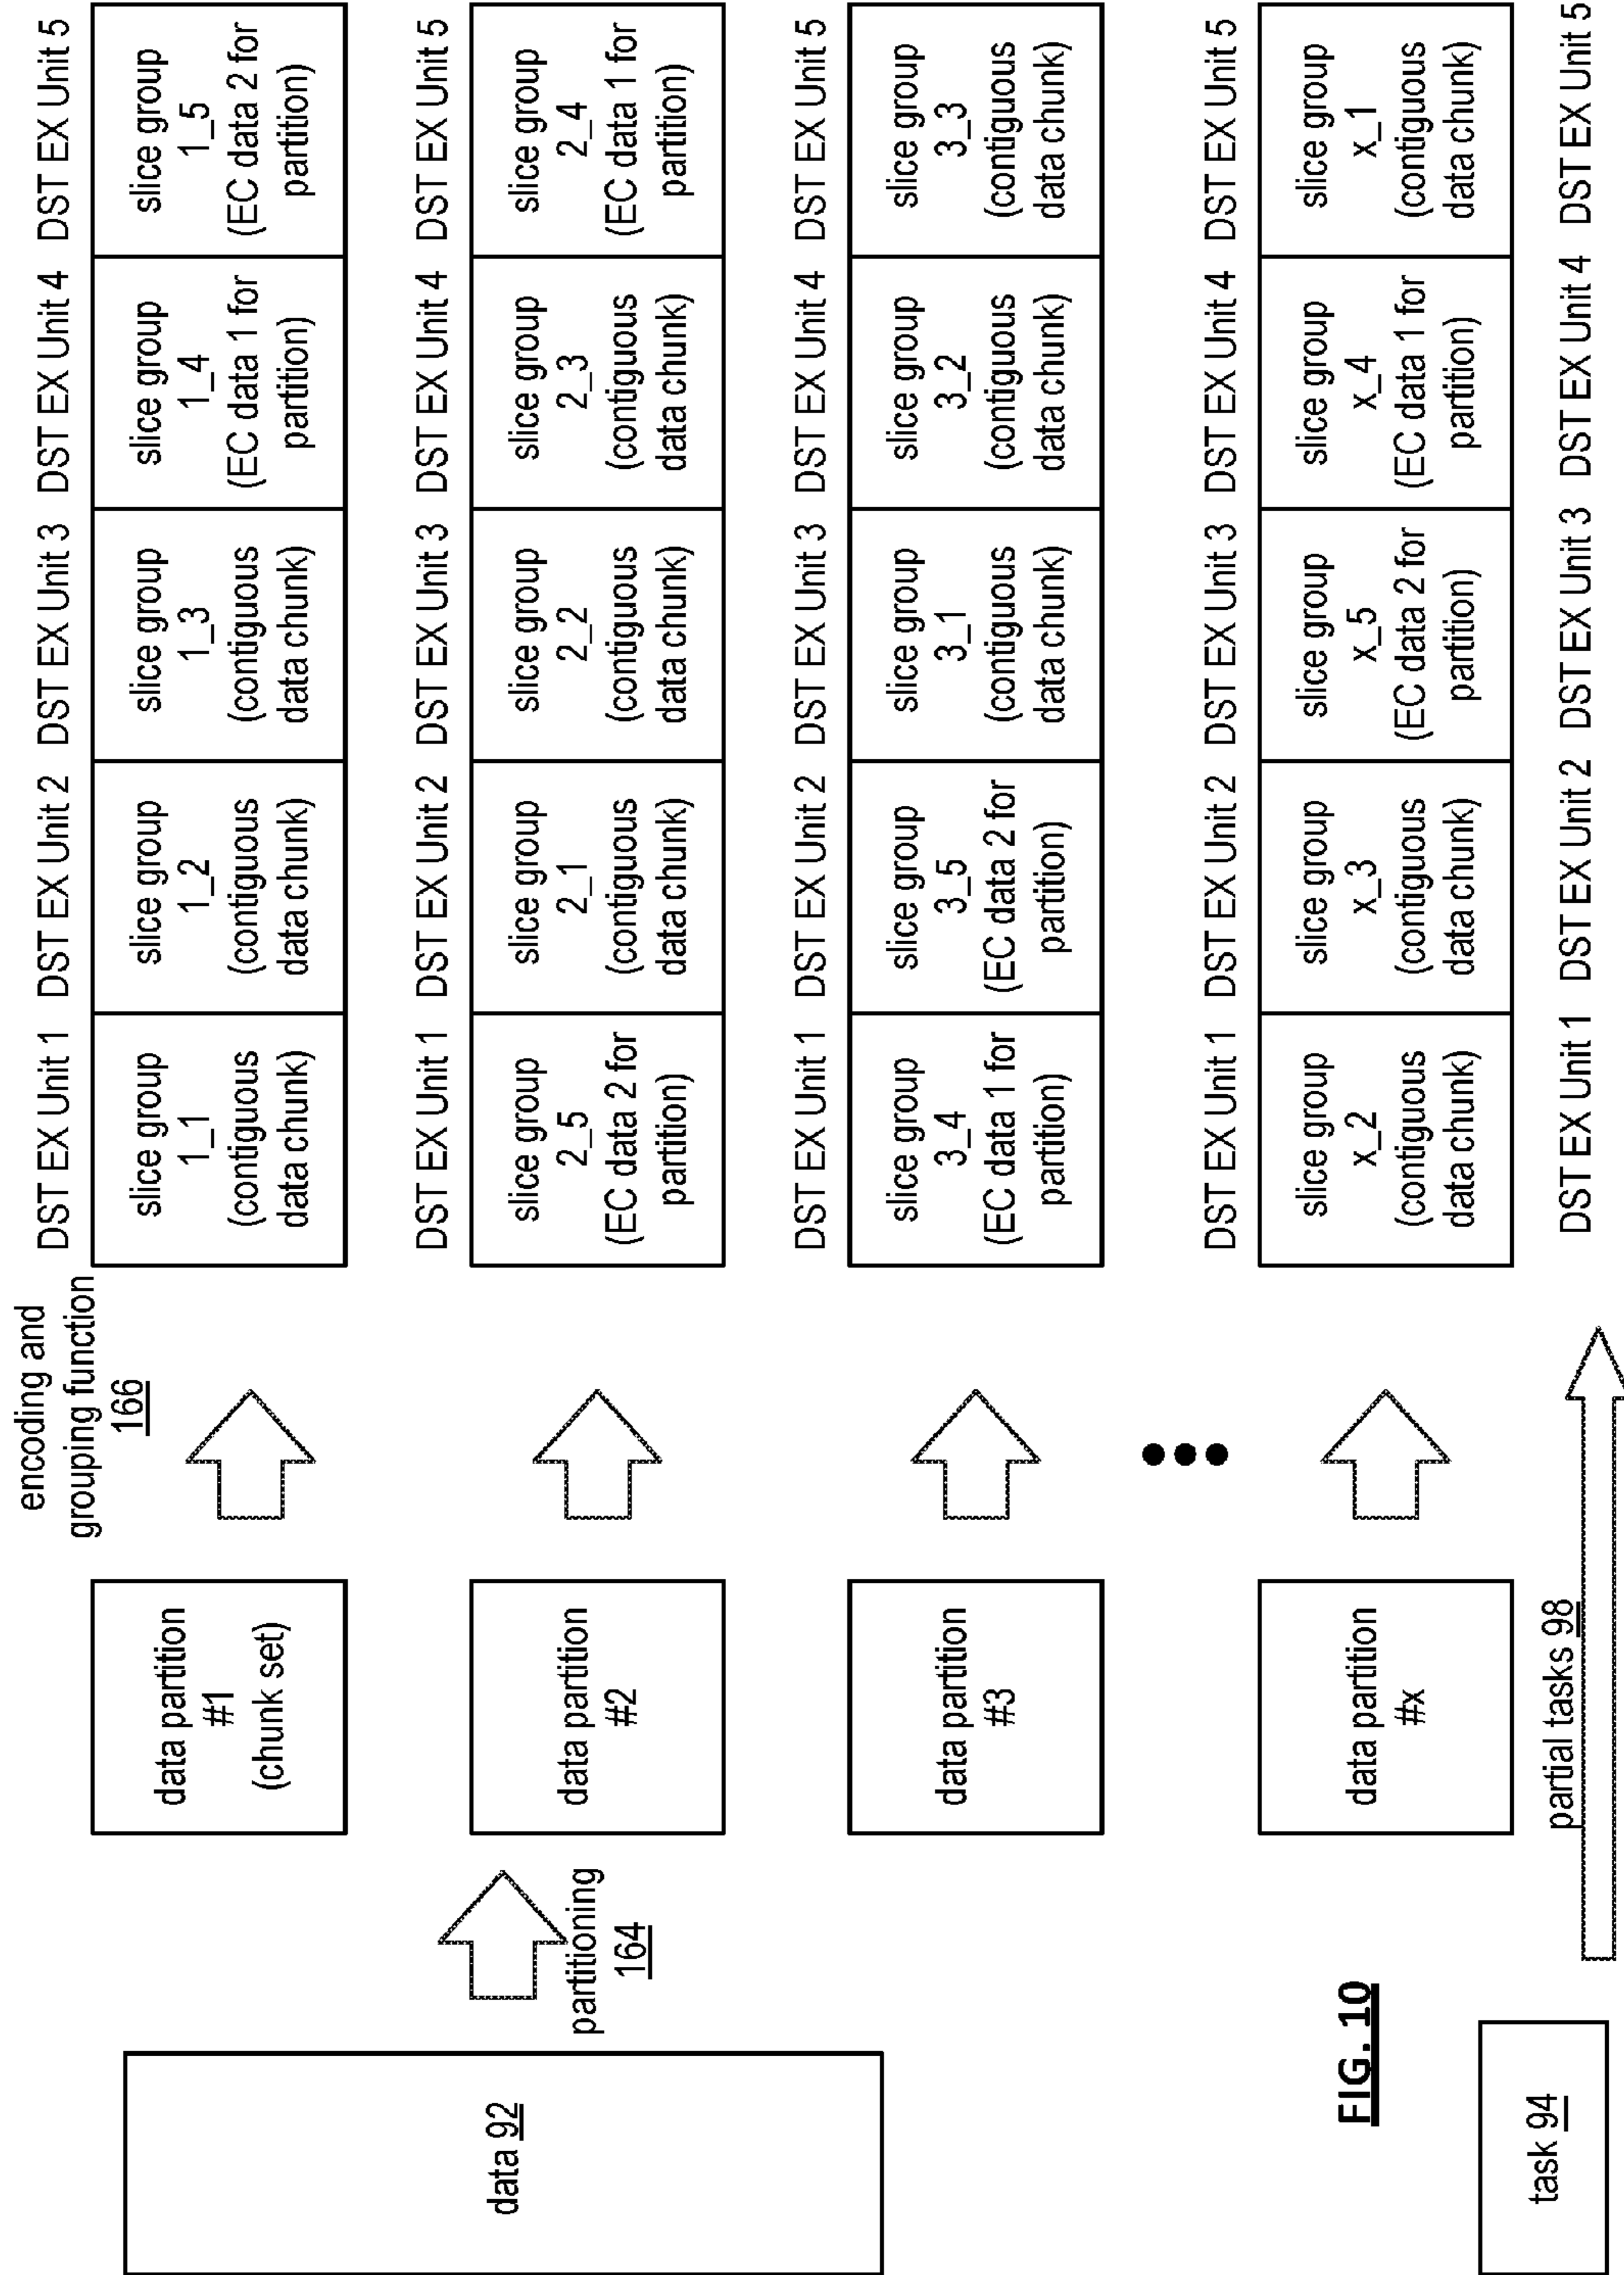 data 92
task 94
FIG. 10
partitioning
164
data partition
#1
(chunk set)
data partition
#2
data partition
#3
data partition
#x
partial tasks 98
encoding and
grouping function
166
DST EX Unit 1 DST EX Unit 2 DST EX Unit 3 DST EX Unit 4 DST EX Unit 5
slice group
1_1
(contiguous
data chunk)
slice group
1_2
(contiguous
data chunk)
slice group
1_3
(contiguous
data chunk)
slice group
1_4
(EC data 1 for
partition)
slice group
1_5
(EC data 2 for
partition)
DST EX Unit 1 DST EX Unit 2 DST EX Unit 3 DST EX Unit 4 DST EX Unit 5
slice group
2_5
(EC data 2 for
partition)
slice group
2_1
(contiguous
data chunk)
slice group
2_2
(contiguous
data chunk)
slice group
2_3
(contiguous
data chunk)
slice group
2_4
(EC data 1 for
partition)
DST EX Unit 1 DST EX Unit 2 DST EX Unit 3 DST EX Unit 4 DST EX Unit 5
slice group
3_4
(EC data 1 for
partition)
slice group
3_5
(EC data 2 for
partition)
slice group
3_1
(contiguous
data chunk)
slice group
3_2
(contiguous
data chunk)
slice group
3_3
(contiguous
data chunk)
DST EX Unit 1 DST EX Unit 2 DST EX Unit 3 DST EX Unit 4 DST EX Unit 5
slice group
x_2
(contiguous
data chunk)
slice group
x_3
(contiguous
data chunk)
slice group
x_5
(EC data 2 for
partition)
slice group
x_4
(EC data 1 for
partition)
slice group
x_1
(contiguous
data chunk)
DST EX Unit 1 DST EX Unit 2 DST EX Unit 3 DST EX Unit 4 DST EX Unit 5